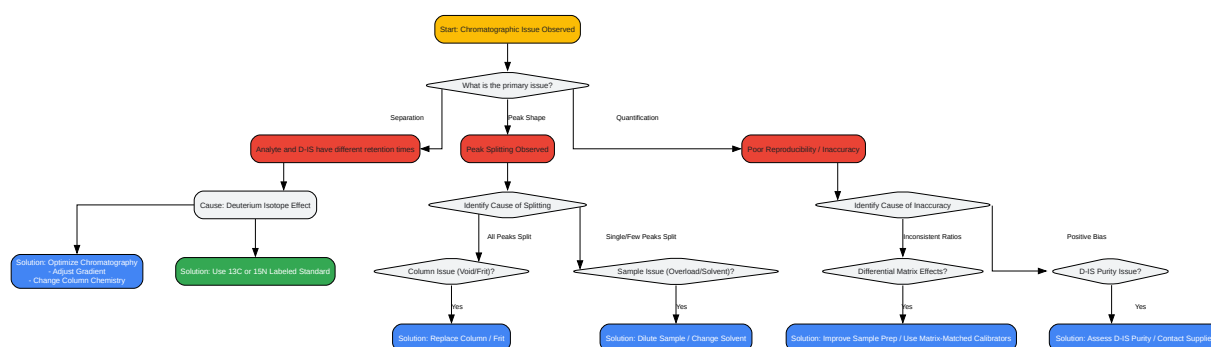 Start: Chromatographic Issue Observed
What is the primary issue?
Separation
Peak Shape
Quantification
Analyte and D-IS have different retention times
Peak Splitting Observed
Poor Reproducibility / Inaccuracy
Cause: Deuterium Isotope Effect
Identify Cause of Splitting
Identify Cause of Inaccuracy
All Peaks Split
Single/Few Peaks Split
Inconsistent Ratios
Positive Bias
Solution: Optimize Chromatography
- Adjust Gradient
- Change Column Chemistry
Solution: Use 13C or 15N Labeled Standard
Column Issue (Void/Frit)?
Sample Issue (Overload/Solvent)?
Differential Matrix Effects?
D-IS Purity Issue?
Yes
Yes
Yes
Yes
Solution: Replace Column / Frit
Solution: Dilute Sample / Change Solvent
Solution: Improve Sample Prep / Use Matrix-Matched Calibrators
Solution: Assess D-IS Purity / Contact Supplie